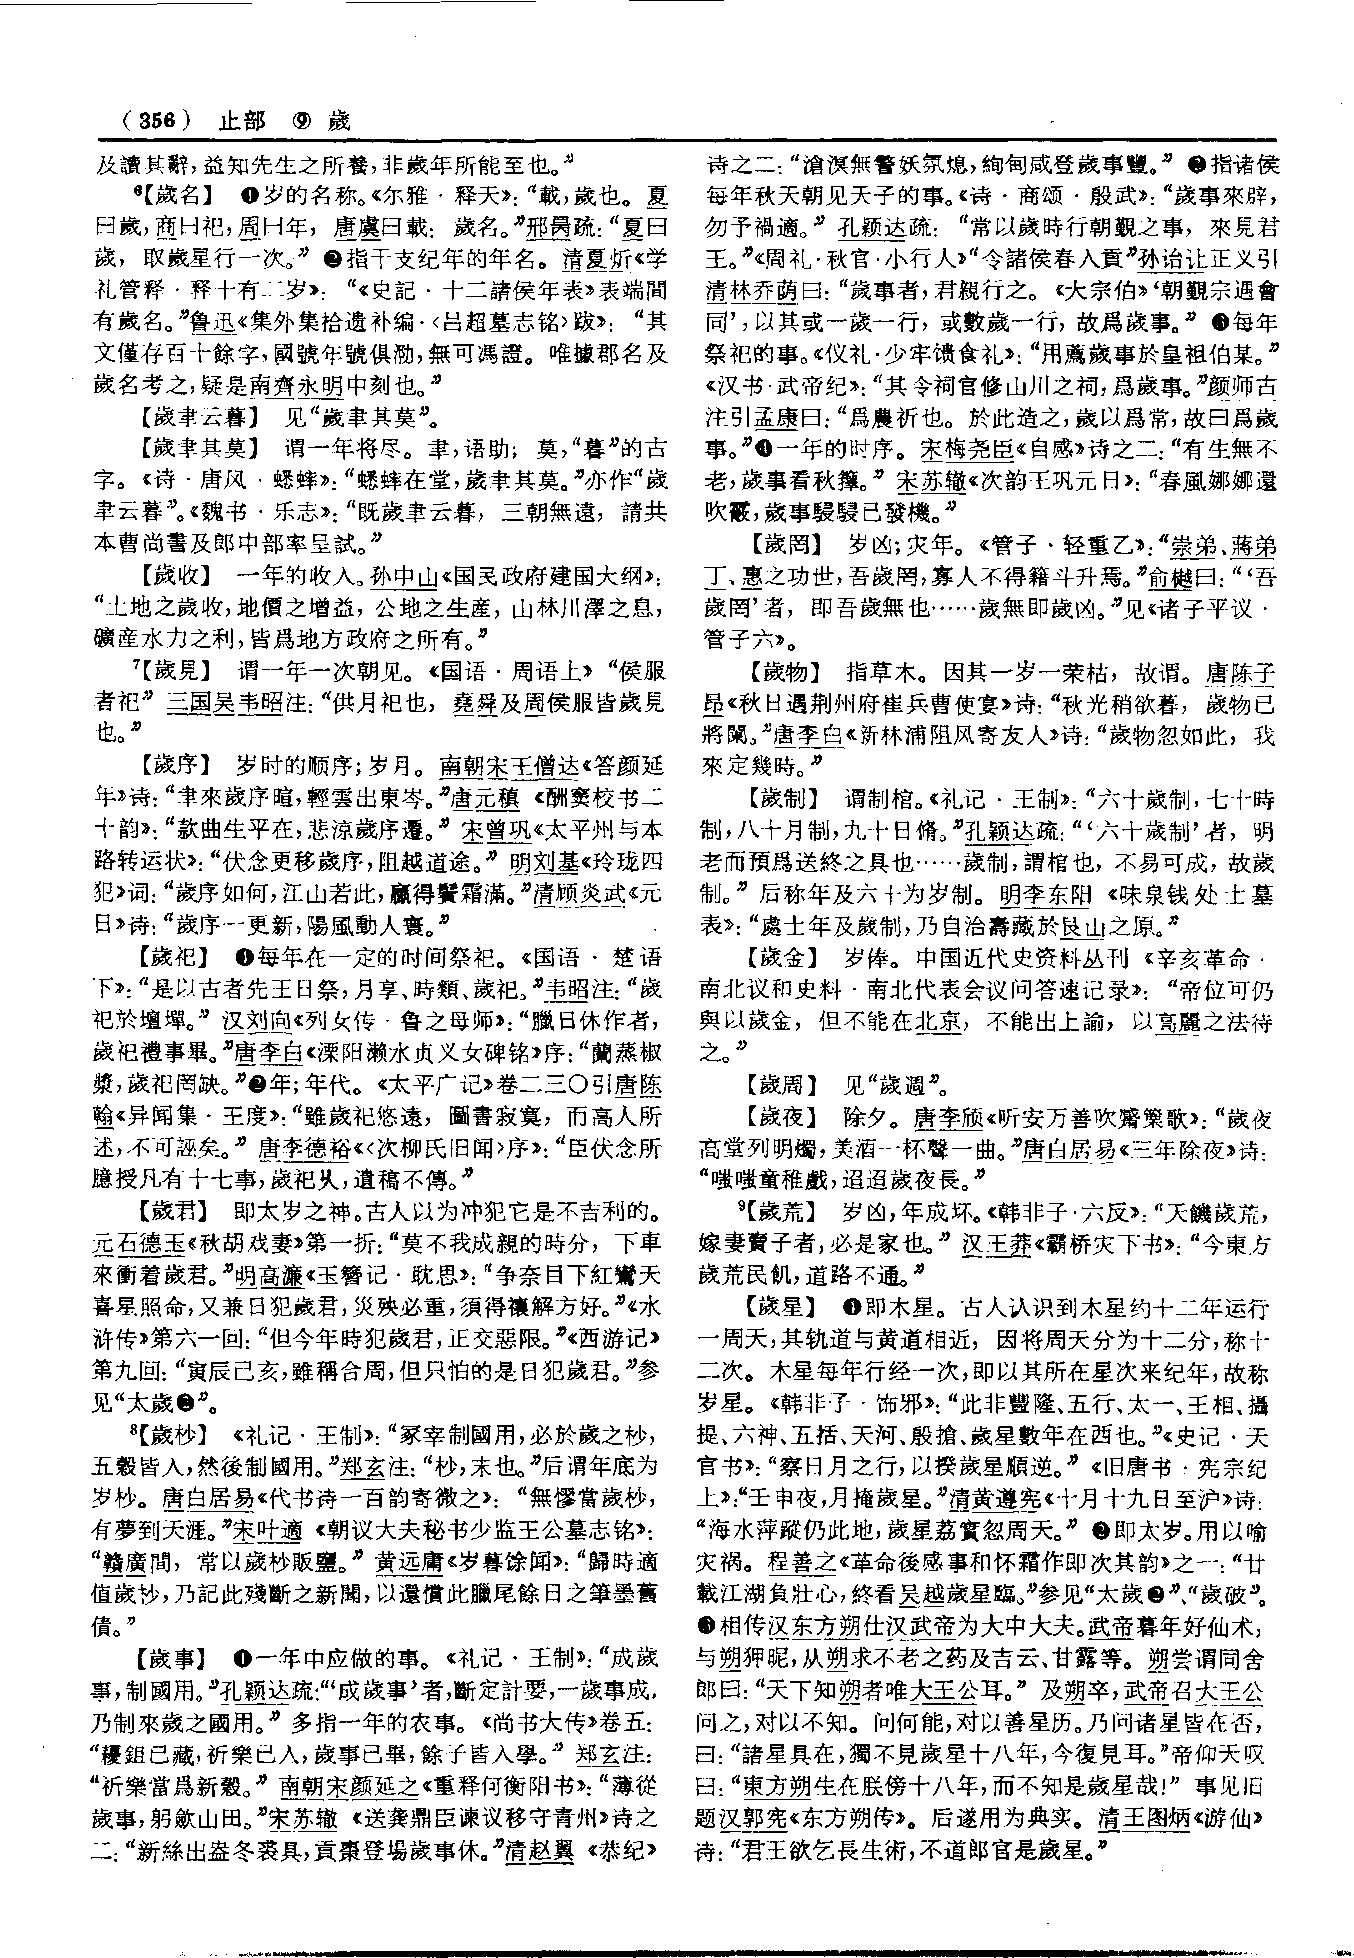 （356） 止部 ⑨ 歲
及讀其辭，益知先生之所養，非歲年所能至也。”
⁶【歲名】 ❶岁的名称。《尔雅·释天》：“載，歲也。夏
曰歲，商曰祀，周曰年，唐虞曰載：歲名。”邢昺疏：“夏曰
歲，取歲星行一次。” ❷指干支纪年的年名。清夏炘《学
礼管释·释十有二岁》：“《史記·十二諸侯年表》表端間
有歲名。”鲁迅《集外集拾遗补编·〈吕超墓志铭〉跋》：“其
文僅存百十餘字，國號年號俱泐，無可馮證。唯據郡名及
歲名考之，疑是南齊永明中刻也。”
【歲聿云暮】 见“歲聿其莫”。
【歲聿其莫】 谓一年将尽。聿，语助；莫，“暮”的古
字。《诗·唐风·蟋蟀》：“蟋蟀在堂，歲聿其莫。”亦作“歲
聿云暮”。《魏书·乐志》：“既歲聿云暮，三朝無遠，請共
本曹尚書及郎中部率呈試。”
【歲收】 一年的收入。孙中山《国民政府建国大纲》：
“土地之歲收，地價之增益，公地之生産，山林川澤之息，
礦産水力之利，皆爲地方政府之所有。”
⁷【歲見】 谓一年一次朝见。《国语·周语上》“侯服
者祀” 三国吴韦昭注：“供月祀也，堯舜及周侯服皆歲見
也。”
【歲序】 岁时的顺序；岁月。南朝宋王僧达《答颜延
年》诗：“聿來歲序暄，輕雲出東岑。”唐元稹《酬窦校书二
十韵》：“款曲生平在，悲涼歲序遷。” 宋曾巩《太平州与本
路转运状》：“伏念更移歲序，阻越道途。” 明刘基《玲珑四
犯》词：“歲序如何，江山若此，贏得鬢霜滿。”清顾炎武《元
日》诗：“歲序一更新，陽風動人寰。”
【歲祀】 ❶每年在一定的时间祭祀。《国语·楚语
下》：“是以古者先王日祭，月享、時類、歲祀。”韦昭注：“歲
祀於壇墠。” 汉刘向《列女传·鲁之母师》：“臘日休作者，
歲祀禮事畢。”唐李白《溧阳濑水贞义女碑铭》序：“蘭蒸椒
漿，歲祀罔缺。”❷年；年代。《太平广记》卷二三〇引唐陈
翰《异闻集·王度》：“雖歲祀悠遠，圖書寂寞，而高人所
述，不可誣矣。” 唐李德裕《〈次柳氏旧闻〉序》：“臣伏念所
臆授凡有十七事，歲祀久，遺稿不傳。”
【歲君】 即太岁之神。古人以为冲犯它是不吉利的。
元石德玉《秋胡戏妻》第一折：“莫不我成親的時分，下車
來衝着歲君。”明高濂《玉簪记·耽思》：“争奈目下紅鸞天
喜星照命，又兼日犯歲君，災殃必重，須得禳解方好。”《水
浒传》第六一回：“但今年時犯歲君，正交惡限。”《西游记》
第九回：“寅辰已亥，雖稱合周，但只怕的是日犯歲君。”参
见“太歲❷”。
⁸【歲杪】 《礼记·王制》：“冢宰制國用，必於歲之杪，
五穀皆入，然後制國用。”郑玄注：“杪，末也。”后谓年底为
岁杪。唐白居易《代书诗一百韵寄微之》：“無憀當歲杪，
有夢到天涯。”宋叶適《朝议大夫秘书少监王公墓志铭》：
“贛廣間，常以歲杪販鹽。” 黄远庸《岁暮馀闻》：“歸時適
值歲杪，乃記此殘斷之新聞，以還償此臘尾餘日之筆墨舊
債。”
【歲事】 ❶一年中应做的事。《礼记·王制》：“成歲
事，制國用。”孔颖达疏：“‘成歲事’者，斷定計要，一歲事成，
乃制來歲之國用。” 多指一年的农事。《尚书大传》卷五：
“耰鉏已藏，祈樂已入，歲事已畢，餘子皆入學。” 郑玄注：
“祈樂當爲新穀。” 南朝宋颜延之《重释何衡阳书》：“薄從
歲事，躬歛山田。”宋苏辙《送龚鼎臣谏议移守青州》诗之
二：“新絲出盎冬裘具，貢棗登場歲事休。”清赵翼《恭纪》
诗之二：“滄溟無警妖氛熄，絢甸咸登歲事豐。” ❷指诸侯
每年秋天朝见天子的事。《诗·商颂·殷武》：“歲事來辟，
勿予禍適。” 孔颖达疏：“常以歲時行朝覲之事，來見君
王。”《周礼·秋官·小行人》“令諸侯春入貢”孙诒让正义引
清林乔荫曰：“歲事者，君親行之。《大宗伯》‘朝覲宗遇會
同’，以其或一歲一行，或數歲一行，故爲歲事。” ❸每年
祭祀的事。《仪礼·少牢馈食礼》：“用薦歲事於皇祖伯某。”
《汉书·武帝纪》：“其令祠官修山川之祠，爲歲事。”颜师古
注引孟康曰：“爲農祈也。於此造之，歲以爲常，故曰爲歲
事。”❹一年的时序。宋梅尧臣《自感》诗之二：“有生無不
老，歲事看秋籜。” 宋苏辙《次韵王巩元日》：“春風娜娜還
吹霰，歲事駸駸已發機。”
【歲罔】 岁凶；灾年。《管子·轻重乙》：“崇弟、蔣弟
丁、惠之功世，吾歲罔，寡人不得籍斗升焉。”俞樾曰：“‘吾
歲罔’者，即吾歲無也……歲無即歲凶。”见《诸子平议·
管子六》。
【歲物】 指草木。因其一岁一荣枯，故谓。唐陈子
昂《秋日遇荆州府崔兵曹使宴》诗：“秋光稍欲暮，歲物已
將闌。”唐李白《新林浦阻风寄友人》诗：“歲物忽如此，我
來定幾時。”
【歲制】 谓制棺。《礼记·王制》：“六十歲制，七十時
制，八十月制，九十日脩。”孔颖达疏：“‘六十歲制’者，明
老而預爲送終之具也……歲制，謂棺也，不易可成，故歲
制。” 后称年及六十为岁制。明李东阳《味泉钱处士墓
表》：“處士年及歲制，乃自治壽藏於艮山之原。”
【歲金】 岁俸。中国近代史资料丛刊《辛亥革命·
南北议和史料·南北代表会议问答速记录》：“帝位可仍
與以歲金，但不能在北京，不能出上諭，以高麗之法待
之。”
【歲周】 见“歲週”。
【歲夜】 除夕。唐李颀《听安万善吹觱篥歌》：“歲夜
高堂列明燭，美酒一杯聲一曲。”唐白居易《三年除夜》诗：
“嗤嗤童稚戲，迢迢歲夜長。”
⁹【歲荒】 岁凶，年成坏。《韩非子·六反》：“天饑歲荒，
嫁妻賣子者，必是家也。” 汉王莽《霸桥灾下书》：“今東方
歲荒民飢，道路不通。”
【歲星】 ❶即木星。古人认识到木星约十二年运行
一周天，其轨道与黄道相近，因将周天分为十二分，称十
二次。木星每年行经一次，即以其所在星次来纪年，故称
岁星。《韩非子·饰邪》：“此非豐隆、五行、太一、王相、攝
提、六神、五括、天河、殷搶、歲星數年在西也。”《史记·天
官书》：“察日月之行，以揆歲星順逆。” 《旧唐书·宪宗纪
上》：“壬申夜，月掩歲星。”清黄遵宪《十月十九日至沪》诗：
“海水萍蹤仍此地，歲星荔實忽周天。” ❷即太岁。用以喻
灾祸。程善之《革命後感事和怀霜作即次其韵》之一：“廿
載江湖負壯心，終看吴越歲星臨。”参见“太歲❷”、“歲破”。
❸相传汉东方朔仕汉武帝为大中大夫。武帝暮年好仙术，
与朔狎昵，从朔求不老之药及吉云、甘露等。朔尝谓同舍
郎曰：“天下知朔者唯大王公耳。” 及朔卒，武帝召大王公
问之，对以不知。问何能，对以善星历。乃问诸星皆在否，
曰：“諸星具在，獨不見歲星十八年，今復見耳。”帝仰天叹
曰：“東方朔生在朕傍十八年，而不知是歲星哉！” 事见旧
题汉郭宪《东方朔传》。后遂用为典实。清王图炳《游仙》
诗：“君王欲乞長生術，不道郎官是歲星。”